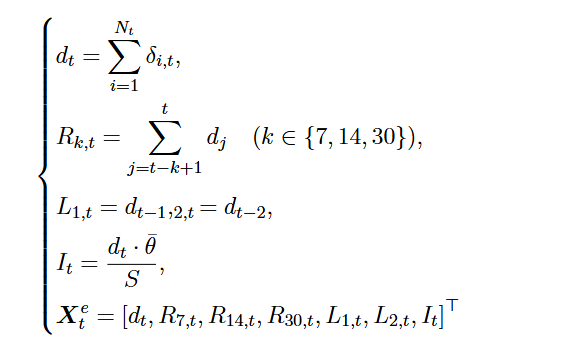 d_t = \sum_{i=1}^{N_t} \delta_{i,t},
R_{k,t} = \sum_{j=t-k+1}^{t} d_j \quad (k \in \{7, 14, 30\}),
L_{1,t} = d_{t-1,2,t} = d_{t-2},
I_t = \frac{d_t \cdot \bar{\theta}}{S},
\boldsymbol{X}_t^e = [d_t, R_{7,t}, R_{14,t}, R_{30,t}, L_{1,t}, L_{2,t}, I_t]^\top